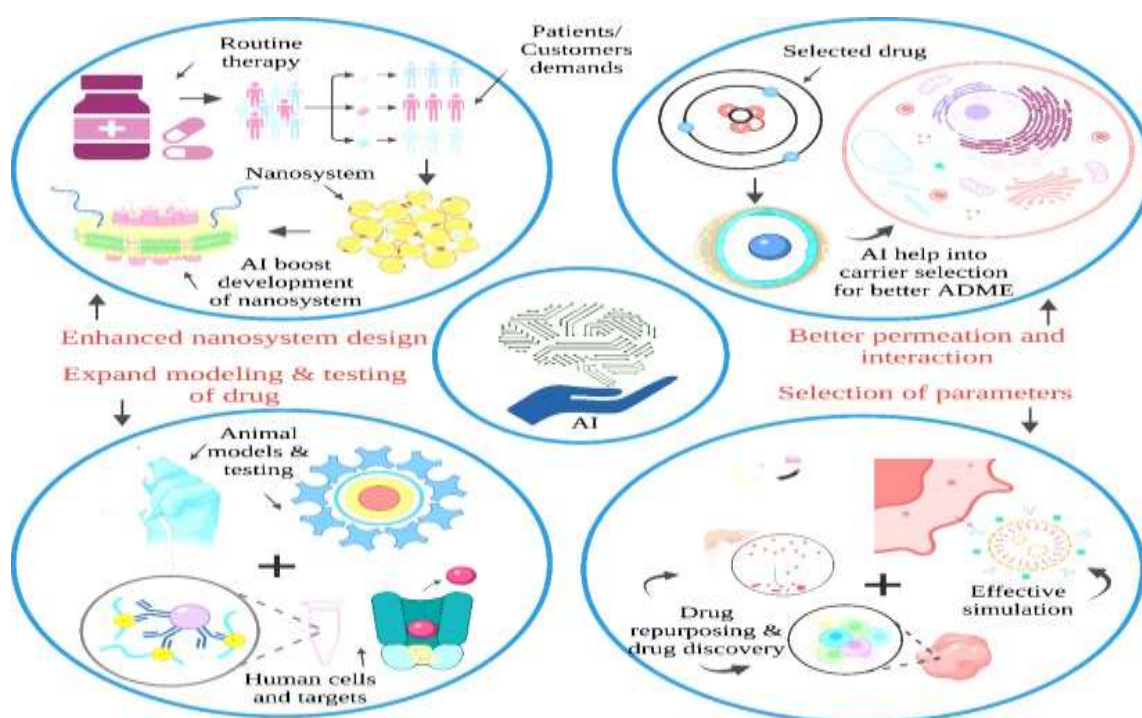 Routine
therapy
Patients/
Customers
demands
Nanosystem
AI boost
development
of nanosystem
Selected drug
AI help into
carrier selection
for better ADME
Enhanced nanosystem design
Expand modeling & testing
of drug
AI
Better permeation and
interaction
Selection of parameters
Animal
models &
testing
Human cells
and targets
Drug
repurposing &
drug discovery
Effective
simulation